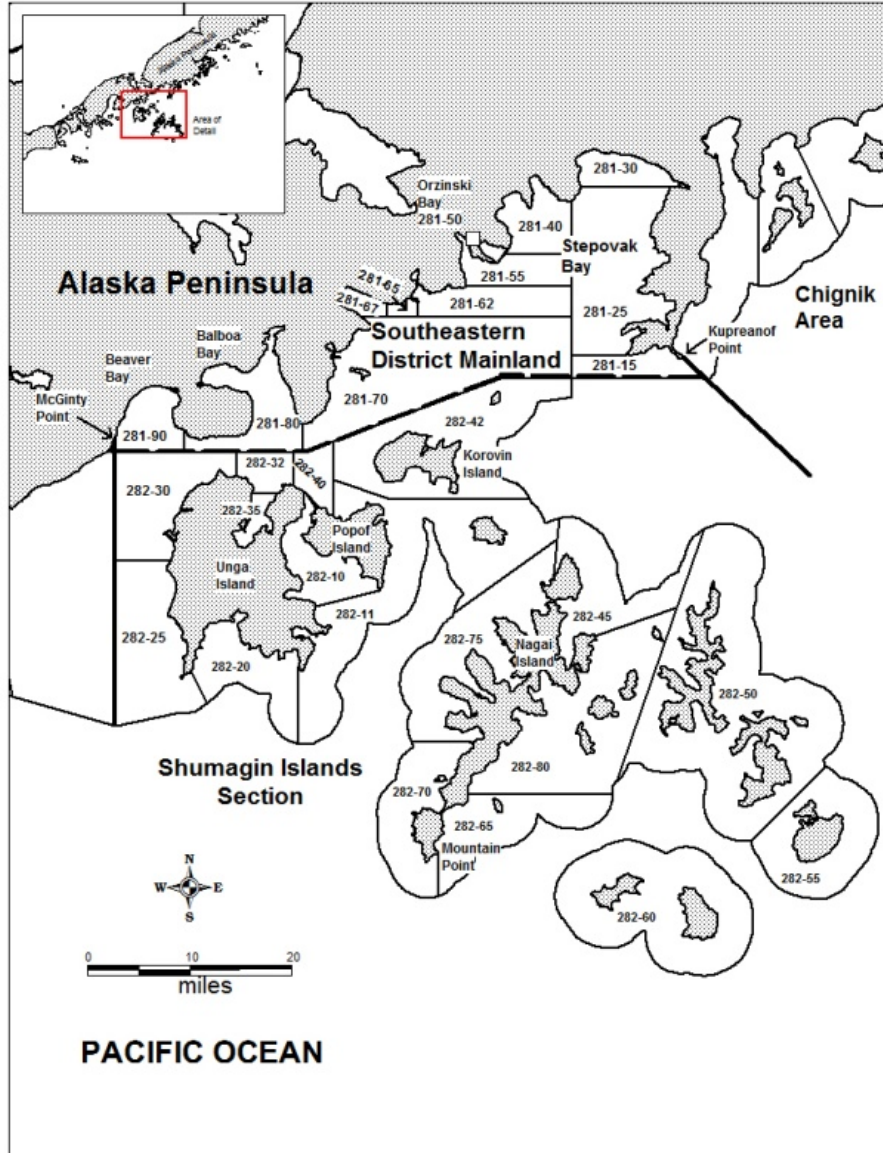 Alaska Peninsula
Area of
Detail
Orzinski
Bay
281-50
281-30
281-40
Stepovak
Bay
281-55
281-65
281-67
281-62
Alaska Peninsula
281-25
Chignik
Area
Southeastern
District Mainland
Kupreanof
Point
Balboa
Bay
Beaver
Bay
281-15
McGinty
Point
281-70
281-80
281-90
282-42
Korovin
Island
282-32
282-40
282-30
282-35
Popof
Island
Unga
Island
282-10
282-11
282-45
282-75
Nagai
Island
282-25
282-20
282-50
Shumagin Islands
Section
282-80
282-70
282-65
Mountain
Point
282-55
282-60
N
W
E
S
0
10
20
miles
PACIFIC OCEAN